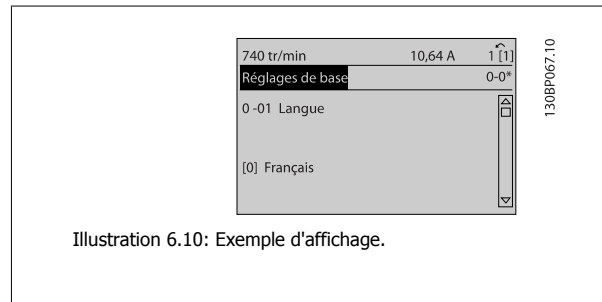 740 tr/min 10,64 A 1 [1]
Réglages de base 0-0*
0 -01 Langue
[0] Français
130BP067.10
Illustration 6.10: Exemple d'affichage.